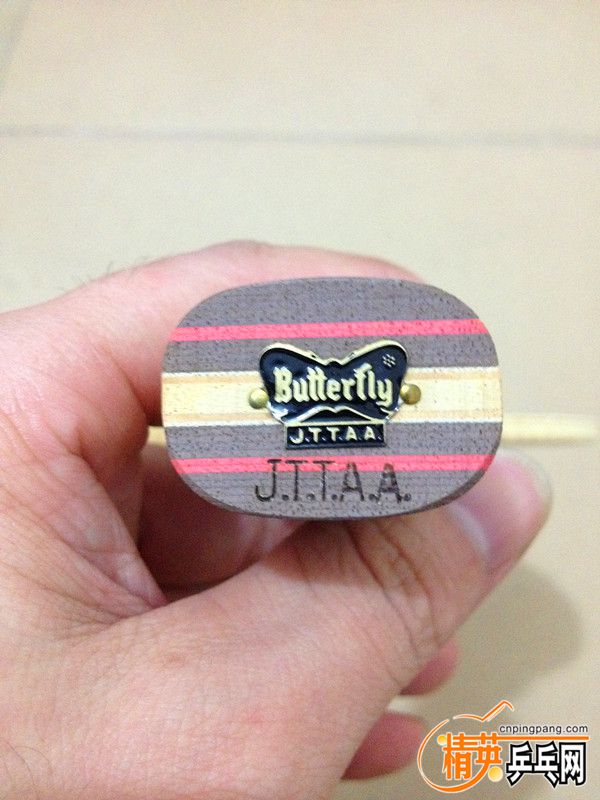 Butterfly
J.T.T.A.A.
J.T.T.A.A.
cnpingpang.com
精英乒乓网